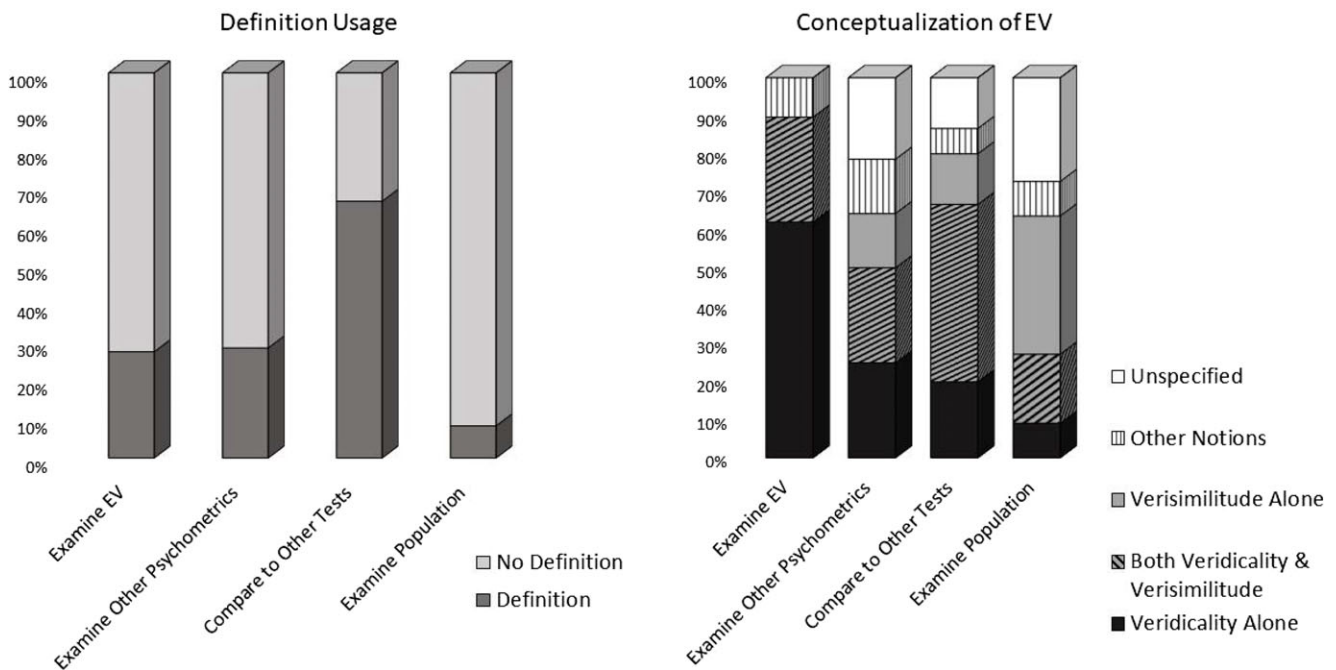 Definition Usage
100%
90%
80%
70%
60%
50%
40%
30%
20%
10%
0%
Examine EV
Examine Other Psychometrics
Compare to Other Tests
Examine Population
No Definition
Definition
Conceptualization of EV
100%
90%
80%
70%
60%
50%
40%
30%
20%
10%
0%
Examine EV
Examine Other Psychometrics
Compare to Other Tests
Examine Population
Unspecified
Other Notions
Verisimilitude Alone
Both Veridicality &
Verisimilitude
Veridicality Alone